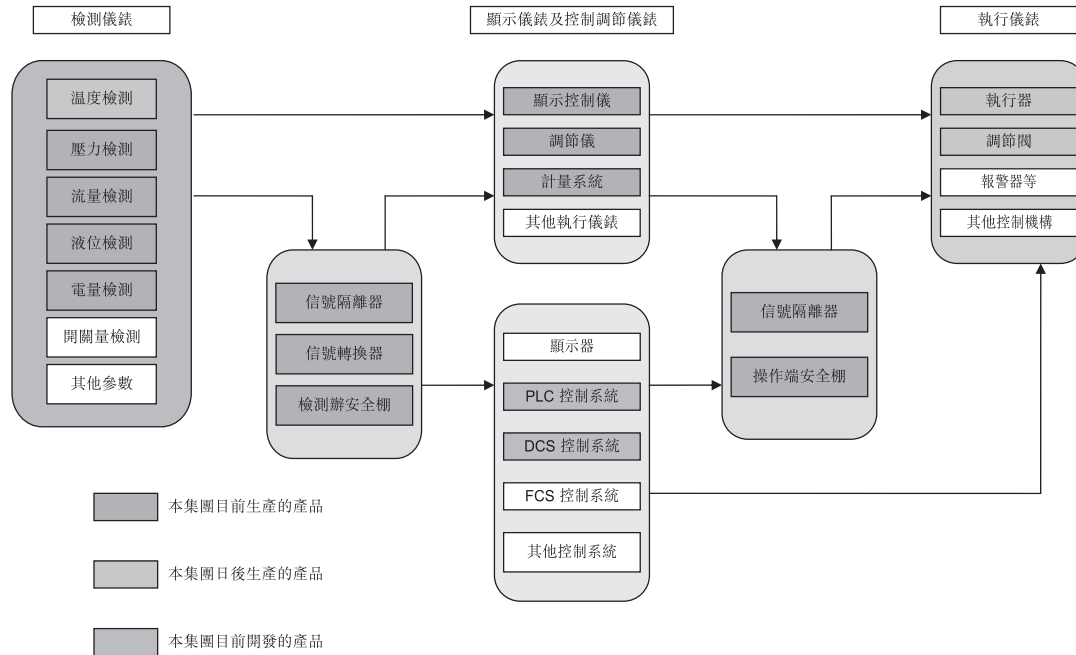 檢測儀錶
顯示儀錶及控制調節儀錶
執行儀錶
温度檢測
壓力檢測
流量檢測
液位檢測
電量檢測
開關量檢測
其他參數
信號隔離器
信號轉換器
檢測辦安全棚
顯示控制儀
調節儀
計量系統
其他執行儀錶
顯示器
PLC 控制系統
DCS 控制系統
FCS 控制系統
其他控制系統
信號隔離器
操作端安全棚
執行器
調節閥
報警器等
其他控制機構
本集團目前生產的產品
本集團日後生產的產品
本集團目前開發的產品